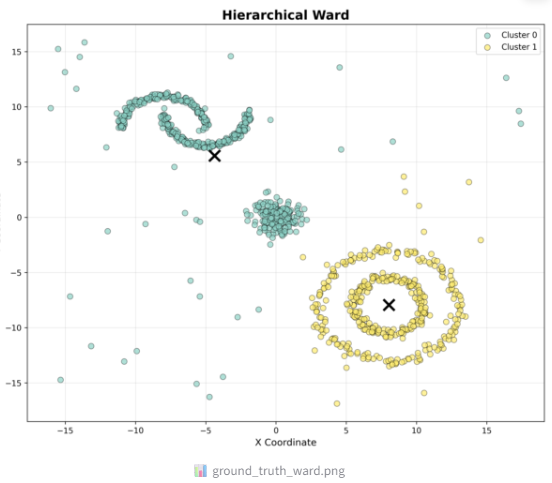 Hierarchical Ward
Cluster 0
Cluster 1
15
10
5
0
−5
−10
−15
−15
−10
−5
0
5
10
15
X Coordinate
ground_truth_ward.png